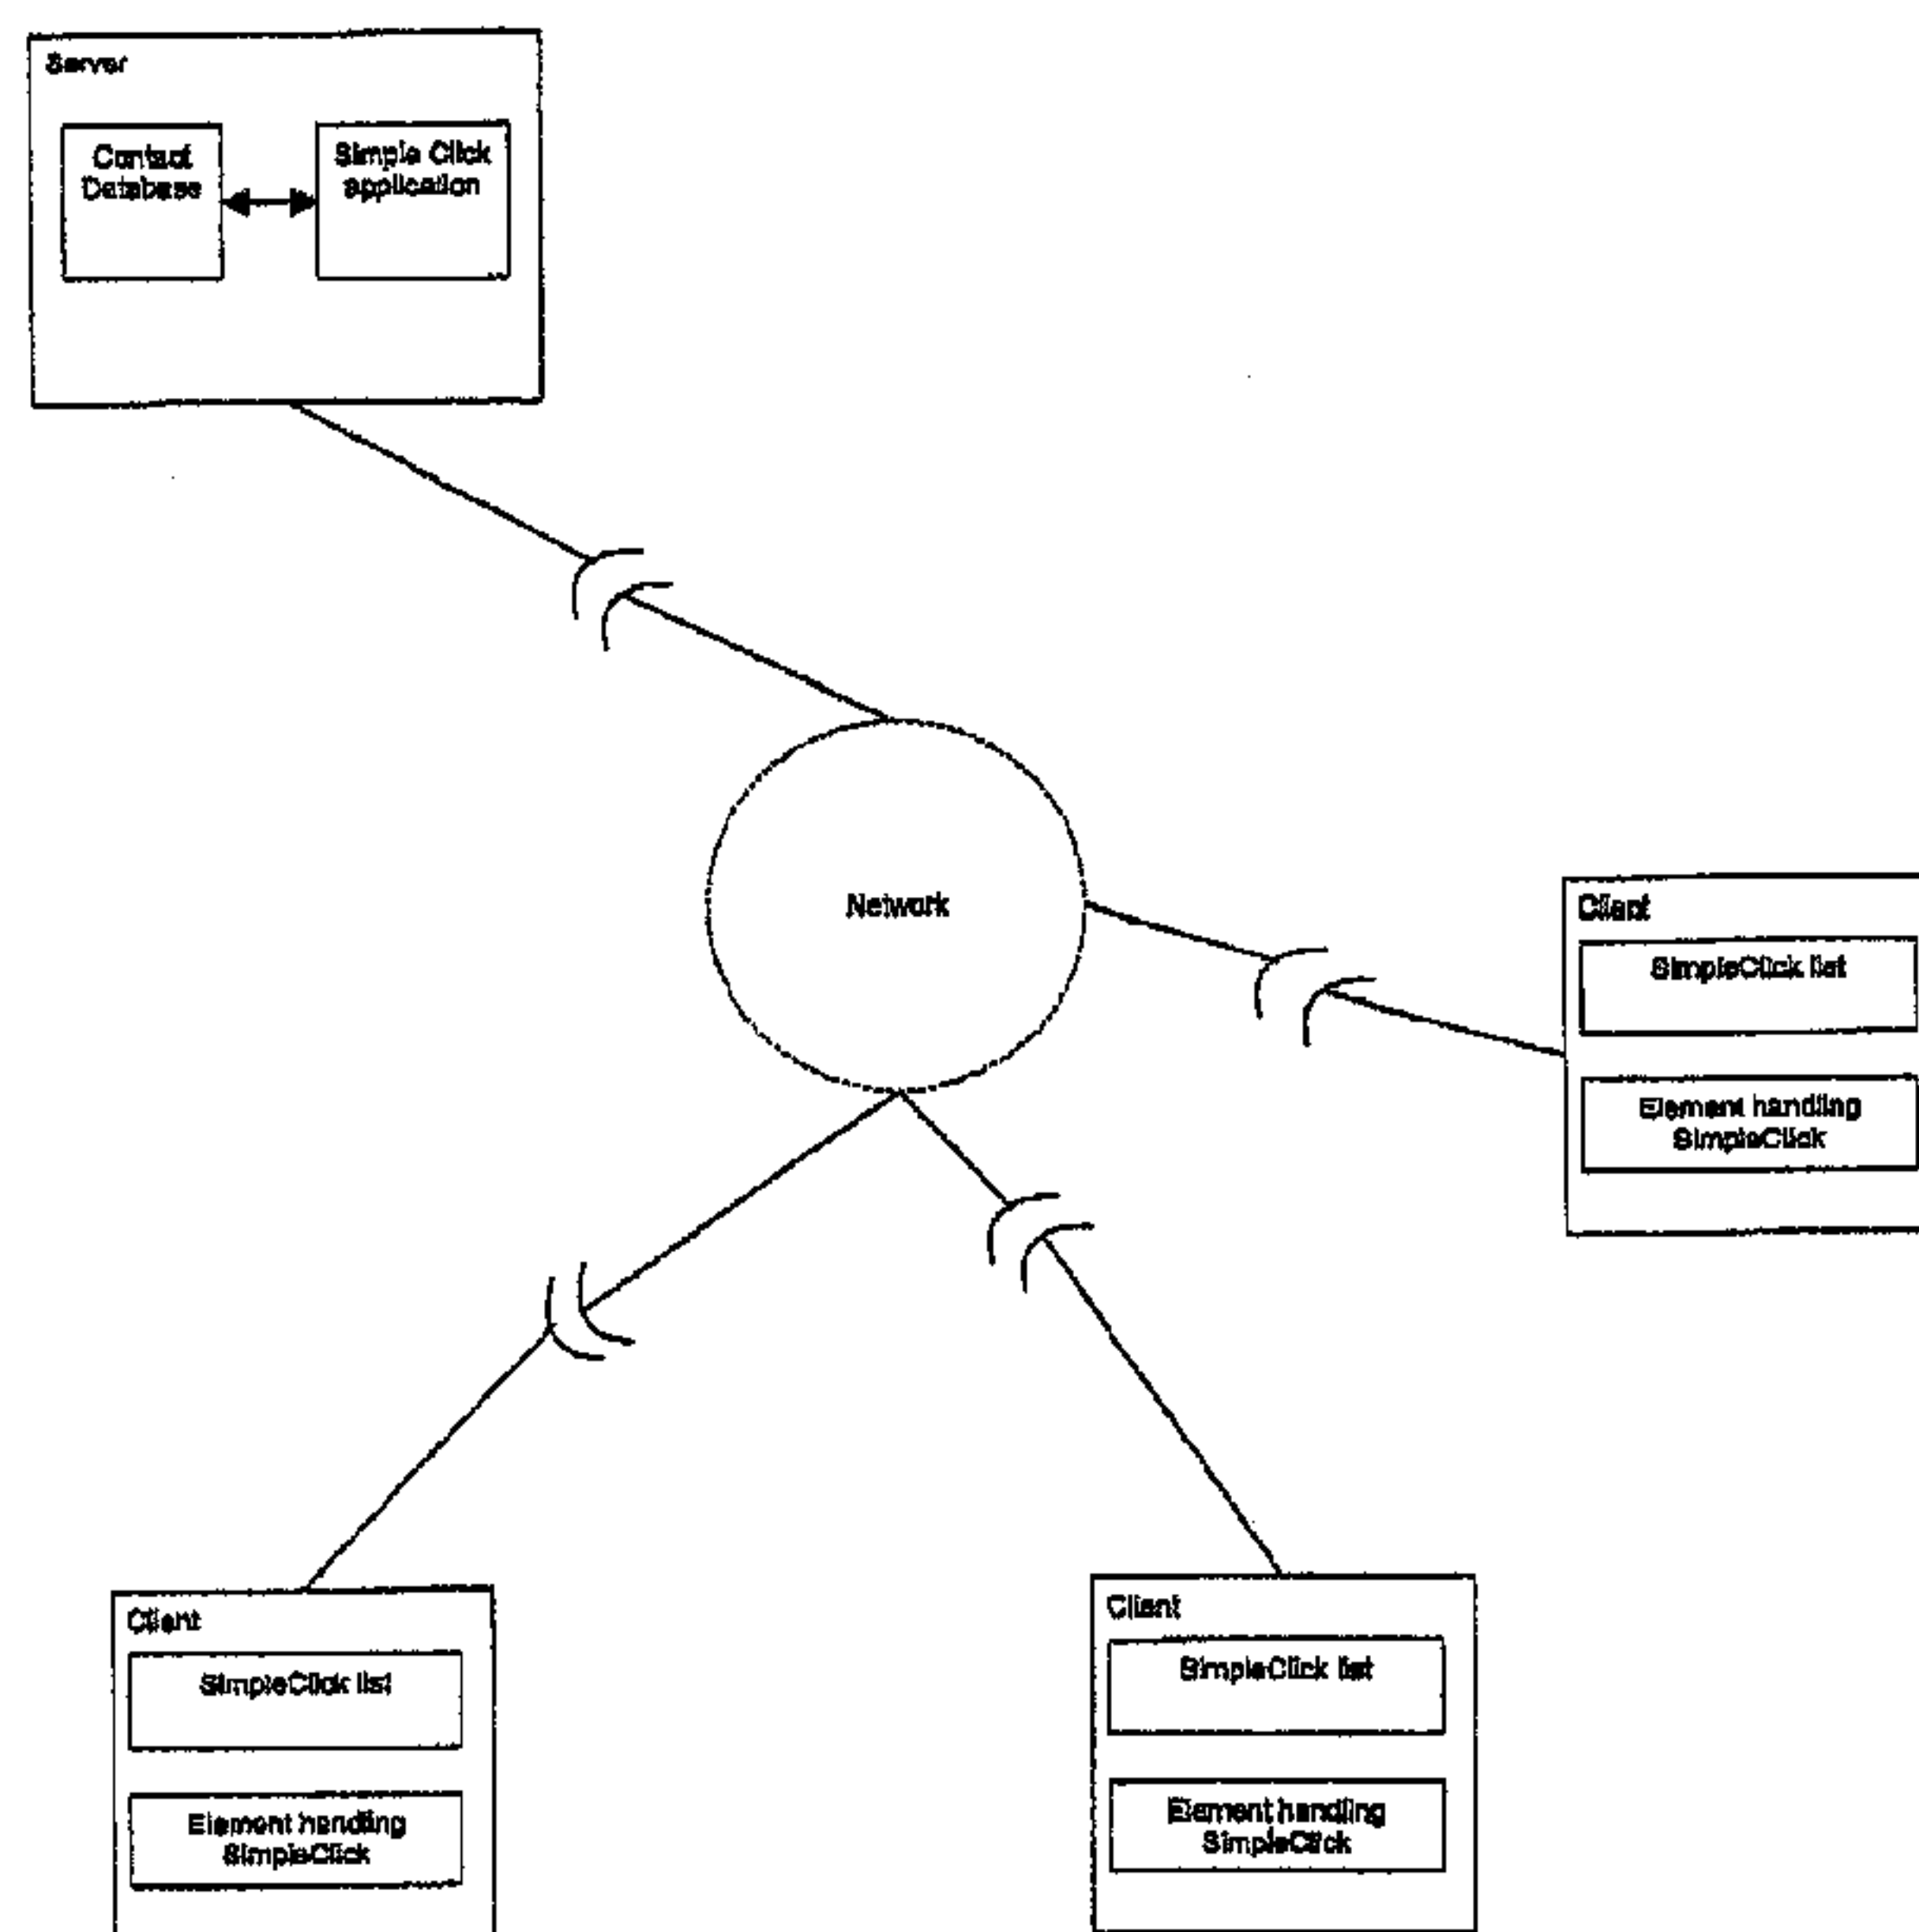 Server
Contact
Database
Simple Click
application
Network
Client
SimpleClick list
Element handling
SimpleClick
Client
SimpleClick list
Element handling
SimpleClick
Client
SimpleClick list
Element handling
SimpleClick